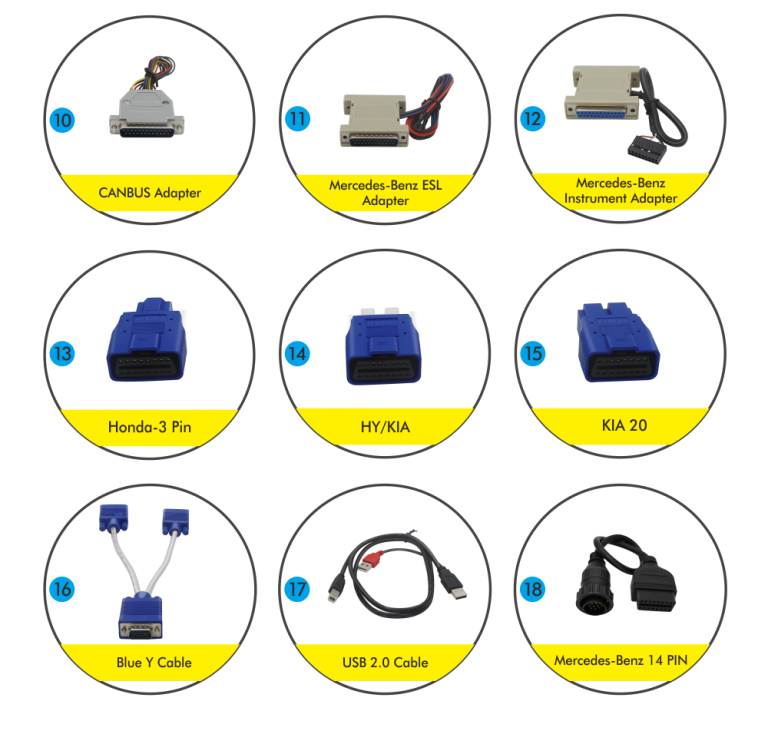 10
CANBUS Adapter
11
Mercedes-Benz ESL
Adapter
12
Mercedes-Benz
Instrument Adapter
13
Honda-3 Pin
14
HY/KIA
15
KIA 20
16
Blue Y Cable
17
USB 2.0 Cable
18
Mercedes-Benz 14 PIN